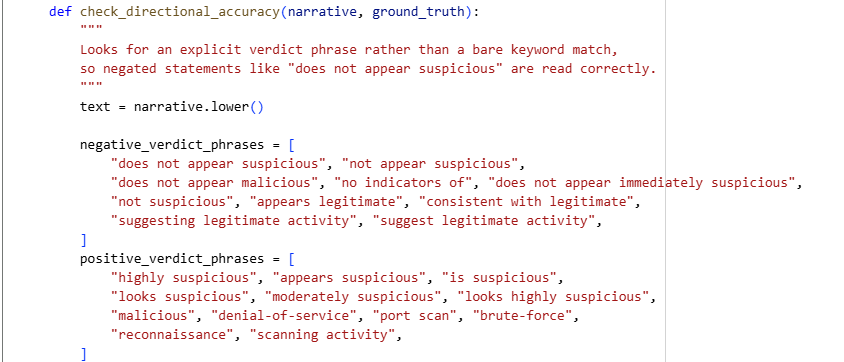 def check_directional_accuracy(narrative, ground_truth):
    """
    Looks for an explicit verdict phrase rather than a bare keyword match,
    so negated statements like "does not appear suspicious" are read correctly.
    """
    text = narrative.lower()

    negative_verdict_phrases = [
        "does not appear suspicious", "not appear suspicious",
        "does not appear malicious", "no indicators of", "does not appear immediately suspicious",
        "not suspicious", "appears legitimate", "consistent with legitimate",
        "suggesting legitimate activity", "suggest legitimate activity",
    ]
    positive_verdict_phrases = [
        "highly suspicious", "appears suspicious", "is suspicious",
        "looks suspicious", "moderately suspicious", "looks highly suspicious",
        "malicious", "denial-of-service", "port scan", "brute-force",
        "reconnaissance", "scanning activity",
    ]